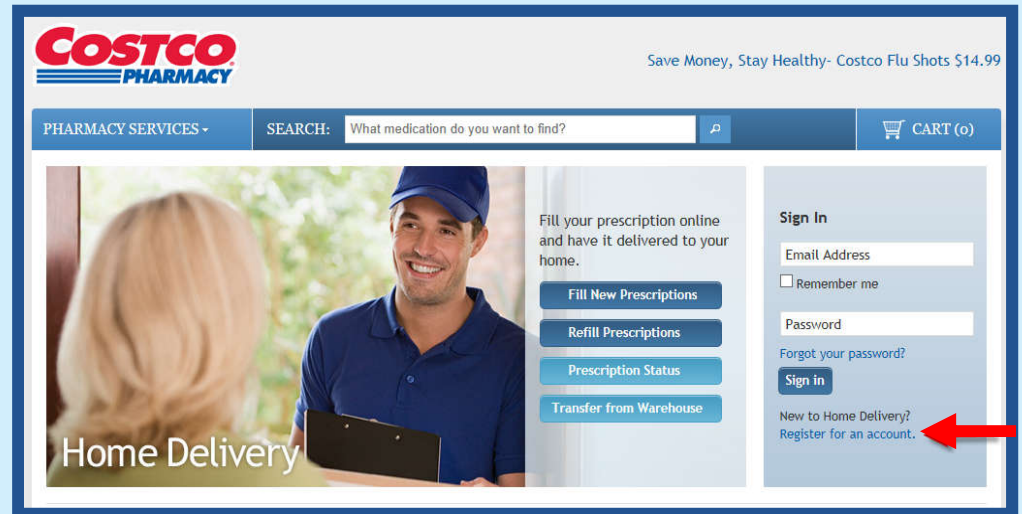 COSTCO
PHARMACY
Save Money, Stay Healthy- Costco Flu Shots $14.99
PHARMACY SERVICES
SEARCH:
What medication do you want to find?
CART (0)
Home Delivery
Fill your prescription online
and have it delivered to your
home.
Fill New Prescriptions
Refill Prescriptions
Prescription Status
Transfer from Warehouse
Sign In
Email Address
Remember me
Password
Forgot your password?
Sign in
New to Home Delivery?
Register for an account.